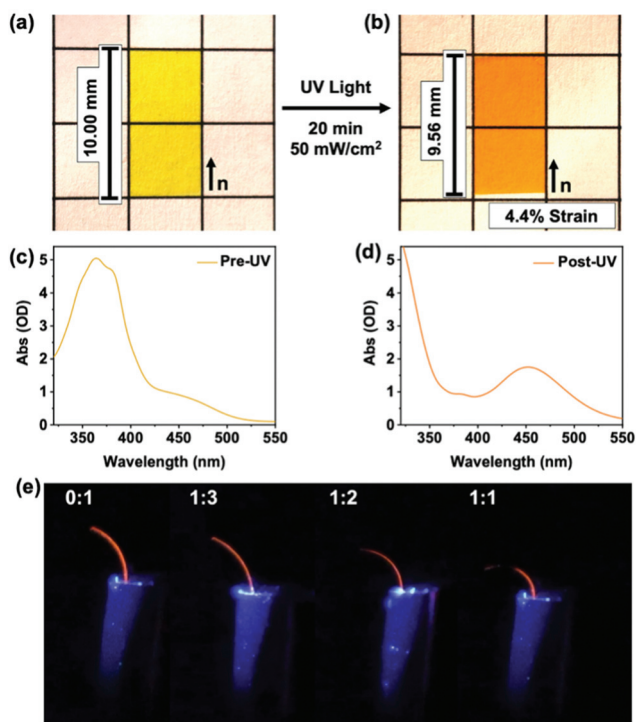 (a)
10.00 mm
n
UV Light
20 min
50 mW/cm²
(b)
9.56 mm
n
4.4% Strain
(c)
Pre-UV
Abs (OD)
5
4
3
2
1
0
350 400 450 500 550
Wavelength (nm)
(d)
Post-UV
Abs (OD)
5
4
3
2
1
0
350 400 450 500 550
Wavelength (nm)
(e)
0:1 1:3 1:2 1:1